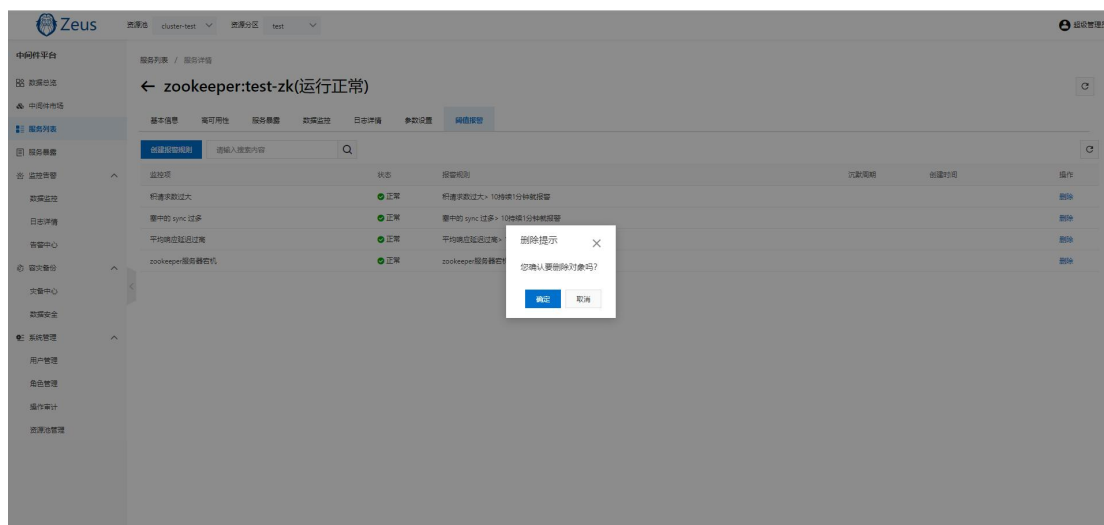 Zeus
资源池 cluster-test 资源分区 test
超级管理员
中间件平台
数据总览
中间件市场
服务列表
服务暴露
监控告警
数据监控
日志详情
告警中心
容灾备份
灾备中心
数据安全
系统管理
用户管理
角色管理
操作审计
资源池管理
服务列表 / 服务详情
zookeeper:test-zk(运行正常)
基本信息 高可用性 服务暴露 数据监控 日志详情 参数设置 阈值报警
创建报警规则 请输入搜索内容
监控项 状态 报警规则 沉默周期 创建时间 操作
积请求数过大 正常 积请求数过大> 10持续1分钟就报警 删除
塞中的 sync 过多 正常 塞中的 sync 过多> 10持续1分钟就报警 删除
平均响应延迟过高 正常 平均响应延迟过高> 删除
zookeeper服务器宕机 正常 zookeeper服务器宕机 删除
删除提示
您确认要删除对象吗?
确定 取消